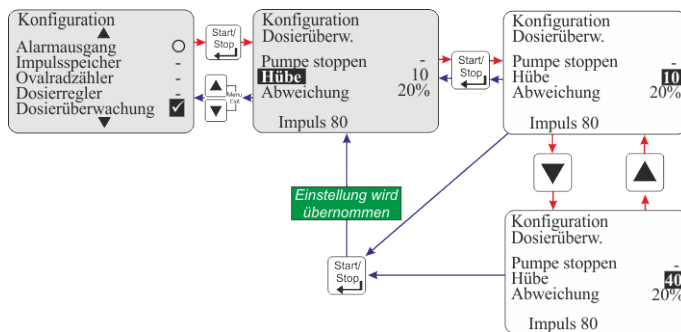 Konfiguration
Alarmausgang
Impulsspeicher -
Ovalradzähler -
Dosierregler -
Dosierüberwachung ✓
Start/
Stop
Menu
Exit
Konfiguration
Dosierüberw.
Pumpe stoppen -
Hübe 10
Abweichung 20%
Impuls 80
Start/
Stop
Konfiguration
Dosierüberw.
Pumpe stoppen -
Hübe 10
Abweichung 20%
Impuls 80
Einstellung wird
übernommen
Start/
Stop
Konfiguration
Dosierüberw.
Pumpe stoppen -
Hübe 40
Abweichung 20%
Impuls 80